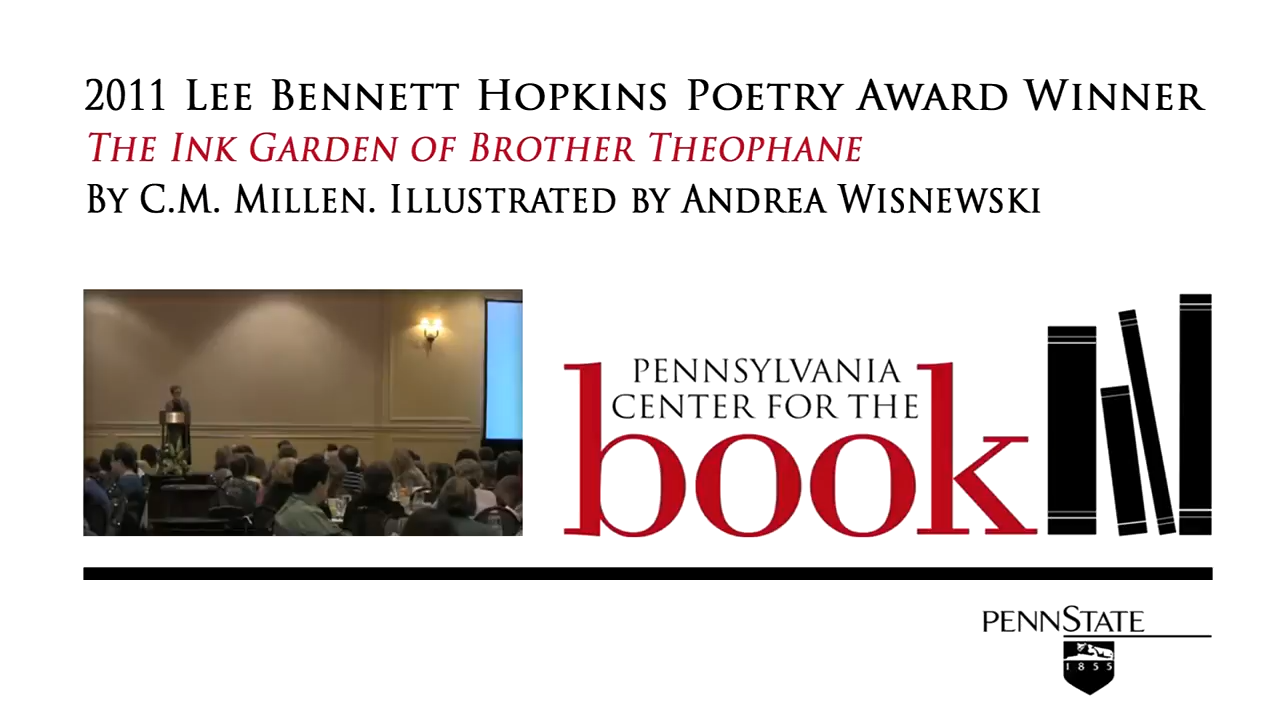 2011 Lee Bennett Hopkins Poetry Award Winner
The Ink Garden of Brother Theophane
By C.M. Millen. Illustrated by Andrea Wisnewski
PENNSYLVANIA
CENTER FOR THE
book
PENNSTATE
1855